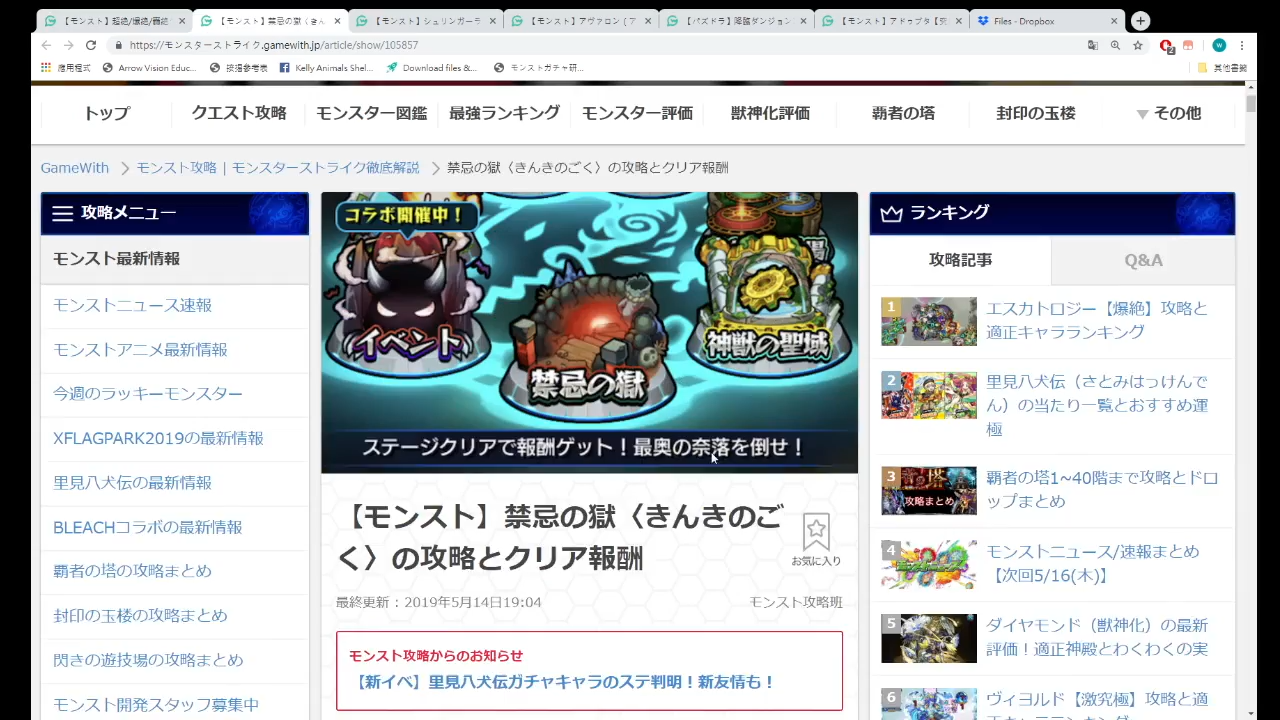 【モンスト】超絶/爆絶/轟絶
【モンスト】禁忌の獄〈きん
【モンスト】シュリンガーラ
【モンスト】アヴァロン（ア
【パズドラ】降臨ダンジョン
【モンスト】アドゥブタ【究
Files - Dropbox
https://モンスターストライク.gamewith.jp/article/show/105857
應用程式
Arrow Vision Educ...
按摩參考表
Kelly Animals Shel...
Download files &...
モンストガチャ研...
其他書籤
トップ
クエスト攻略
モンスター図鑑
最強ランキング
モンスター評価
獣神化評価
覇者の塔
封印の玉楼
▼ その他
GameWith
モンスト攻略｜モンスターストライク徹底解説
禁忌の獄〈きんきのごく〉の攻略とクリア報酬
攻略メニュー
モンスト最新情報
モンストニュース速報
モンストアニメ最新情報
今週のラッキーモンスター
XFLAGPARK2019の最新情報
里見八犬伝の最新情報
BLEACHコラボの最新情報
覇者の塔の攻略まとめ
封印の玉楼の攻略まとめ
閃きの遊技場の攻略まとめ
モンスト開発スタッフ募集中
コラボ開催中！
イベント
禁忌の獄
神獣の聖域
ステージクリアで報酬ゲット！最奥の奈落を倒せ！
【モンスト】禁忌の獄〈きんきのご
く〉の攻略とクリア報酬
お気に入り
最終更新：2019年5月14日19:04
モンスト攻略班
モンスト攻略からのお知らせ
【新イベ】里見八犬伝ガチャキャラのステ判明！新友情も！
ランキング
攻略記事
Q&A
1
エスカトロジー【爆絶】攻略と
適正キャラランキング
2
里見八犬伝（さとみはっけんで
ん）の当たり一覧とおすすめ運
極
3
攻略まとめ
覇者の塔1~40階まで攻略とドロ
ップまとめ
4
モンストニュース/速報まとめ
【次回5/16(木)】
5
ダイヤモンド（獣神化）の最新
評価！適正神殿とわくわくの実
6
ヴィヨルド【激究極】攻略と適